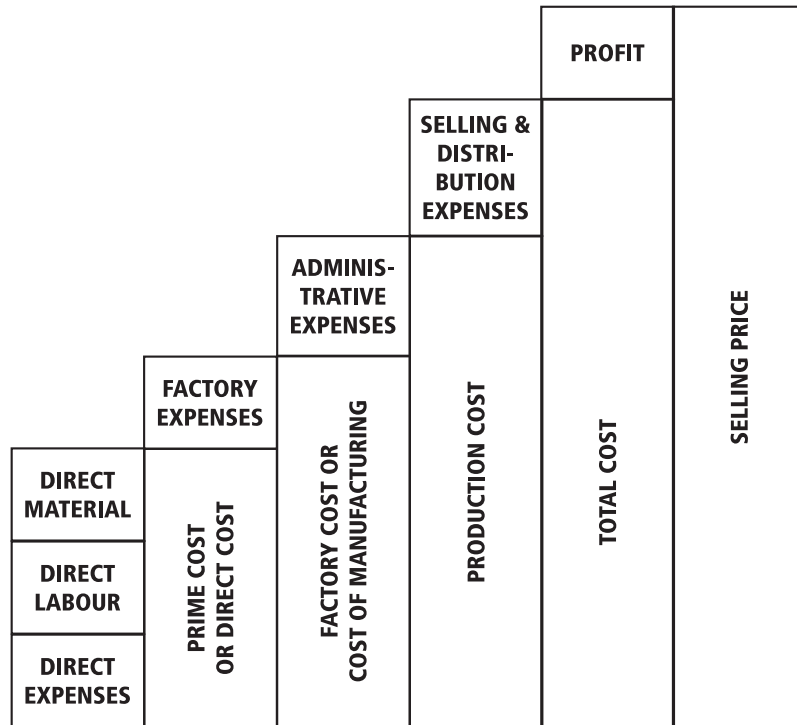 PROFIT
SELLING &
DISTRI-
BUTION
EXPENSES
ADMINIS-
TRATIVE
EXPENSES
FACTORY
EXPENSES
DIRECT
MATERIAL
DIRECT
LABOUR
DIRECT
EXPENSES
PRIME COST
OR DIRECT COST
FACTORY COST OR
COST OF MANUFACTURING
PRODUCTION COST
TOTAL COST
SELLING PRICE